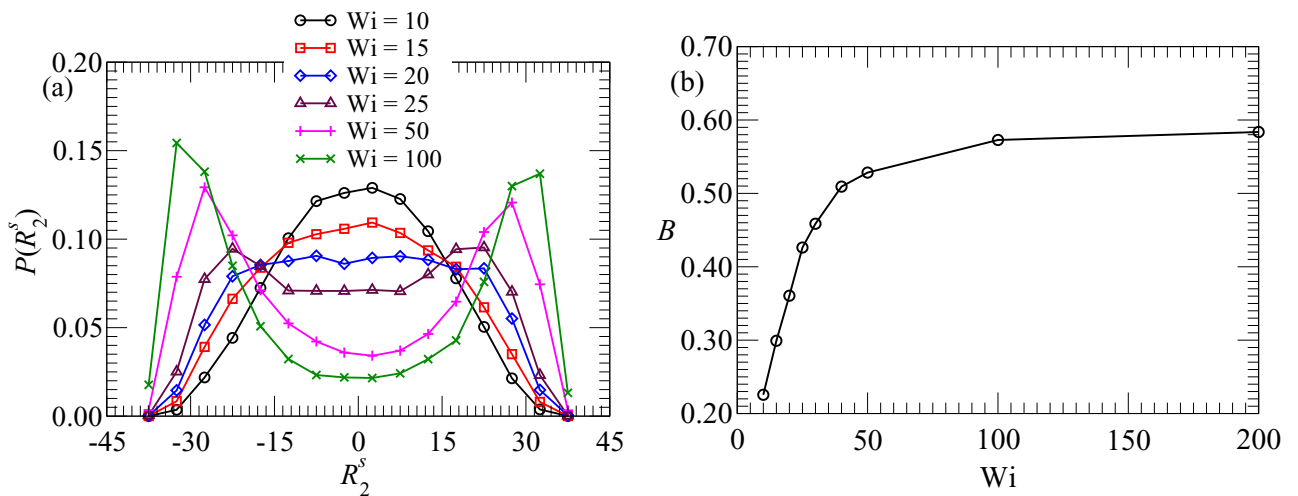 Wi = 10
Wi = 15
Wi = 20
Wi = 25
Wi = 50
Wi = 100
(a)
P(R₂ˢ)
0.20
0.15
0.10
0.05
0.00
-45 -30 -15 0 15 30 45
R₂ˢ
(b)
B
0.70
0.60
0.50
0.40
0.30
0.20
0 50 100 150 200
Wi